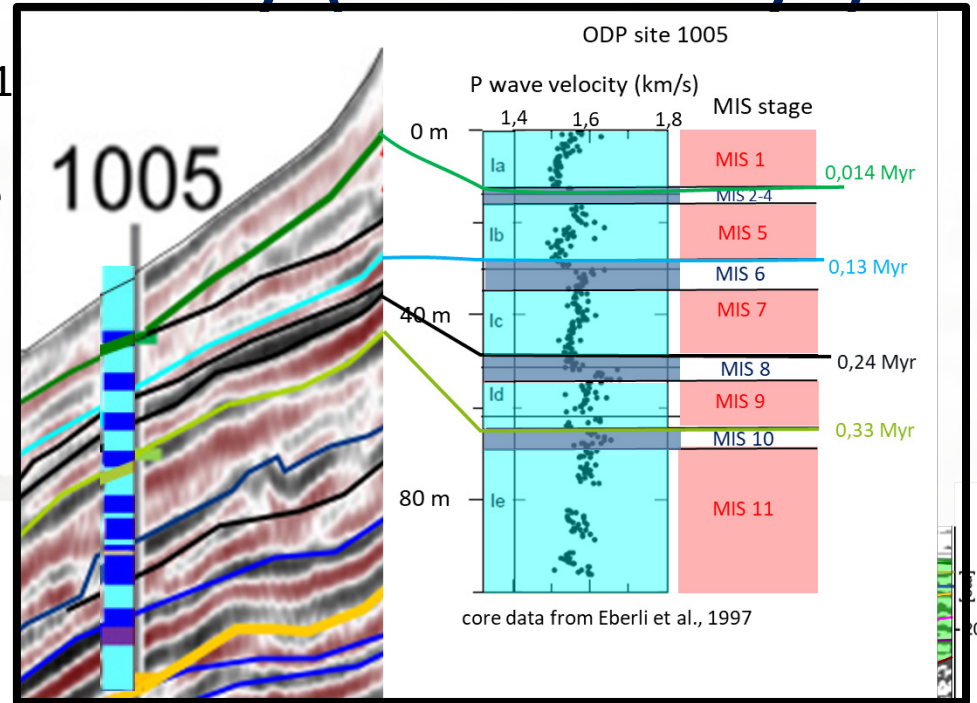 ODP site 1005
1
P wave velocity (km/s)
MIS stage
1,4 1,6 1,8
0 m
1005
Ia
MIS 1
0,014 Myr
MIS 2-4
Ib
MIS 5
0,13 Myr
MIS 6
Ic
MIS 7
40 m
0,24 Myr
MIS 8
Id
MIS 9
0,33 Myr
MIS 10
80 m
Ie
MIS 11
core data from Eberli et al., 1997